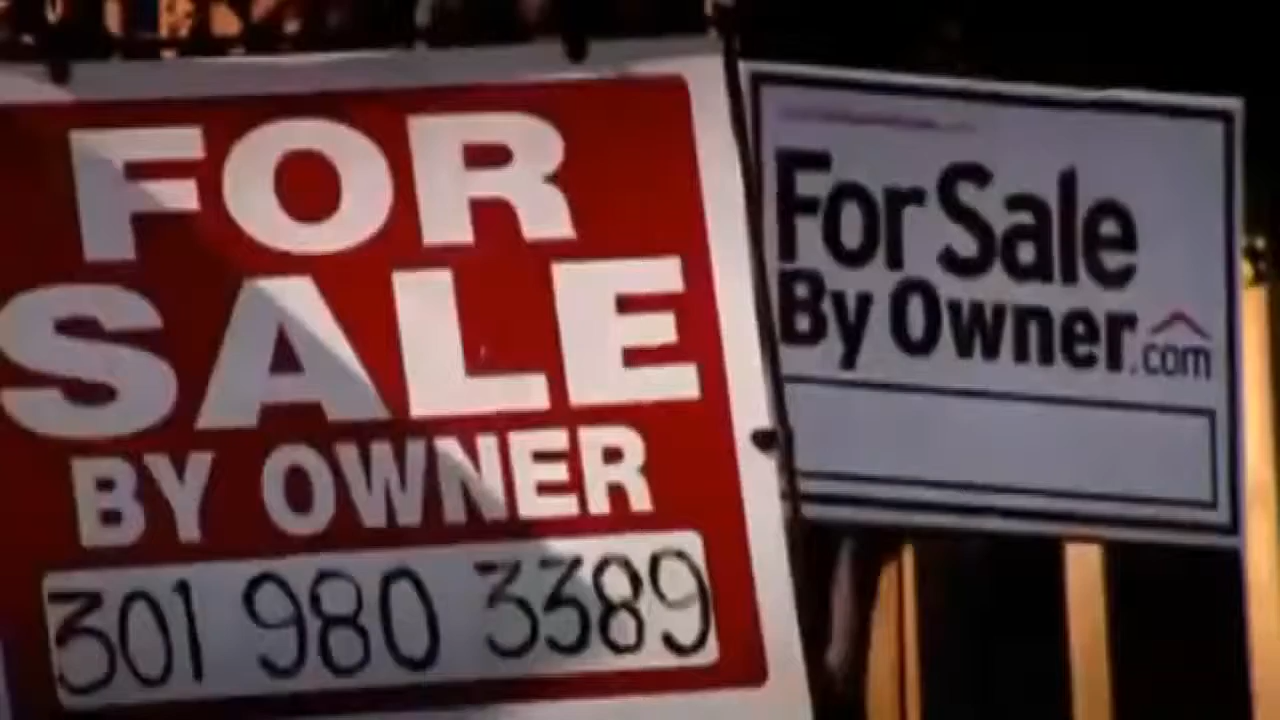 FOR
SALE
BY OWNER
301 980 3389
For Sale
By Owner.com